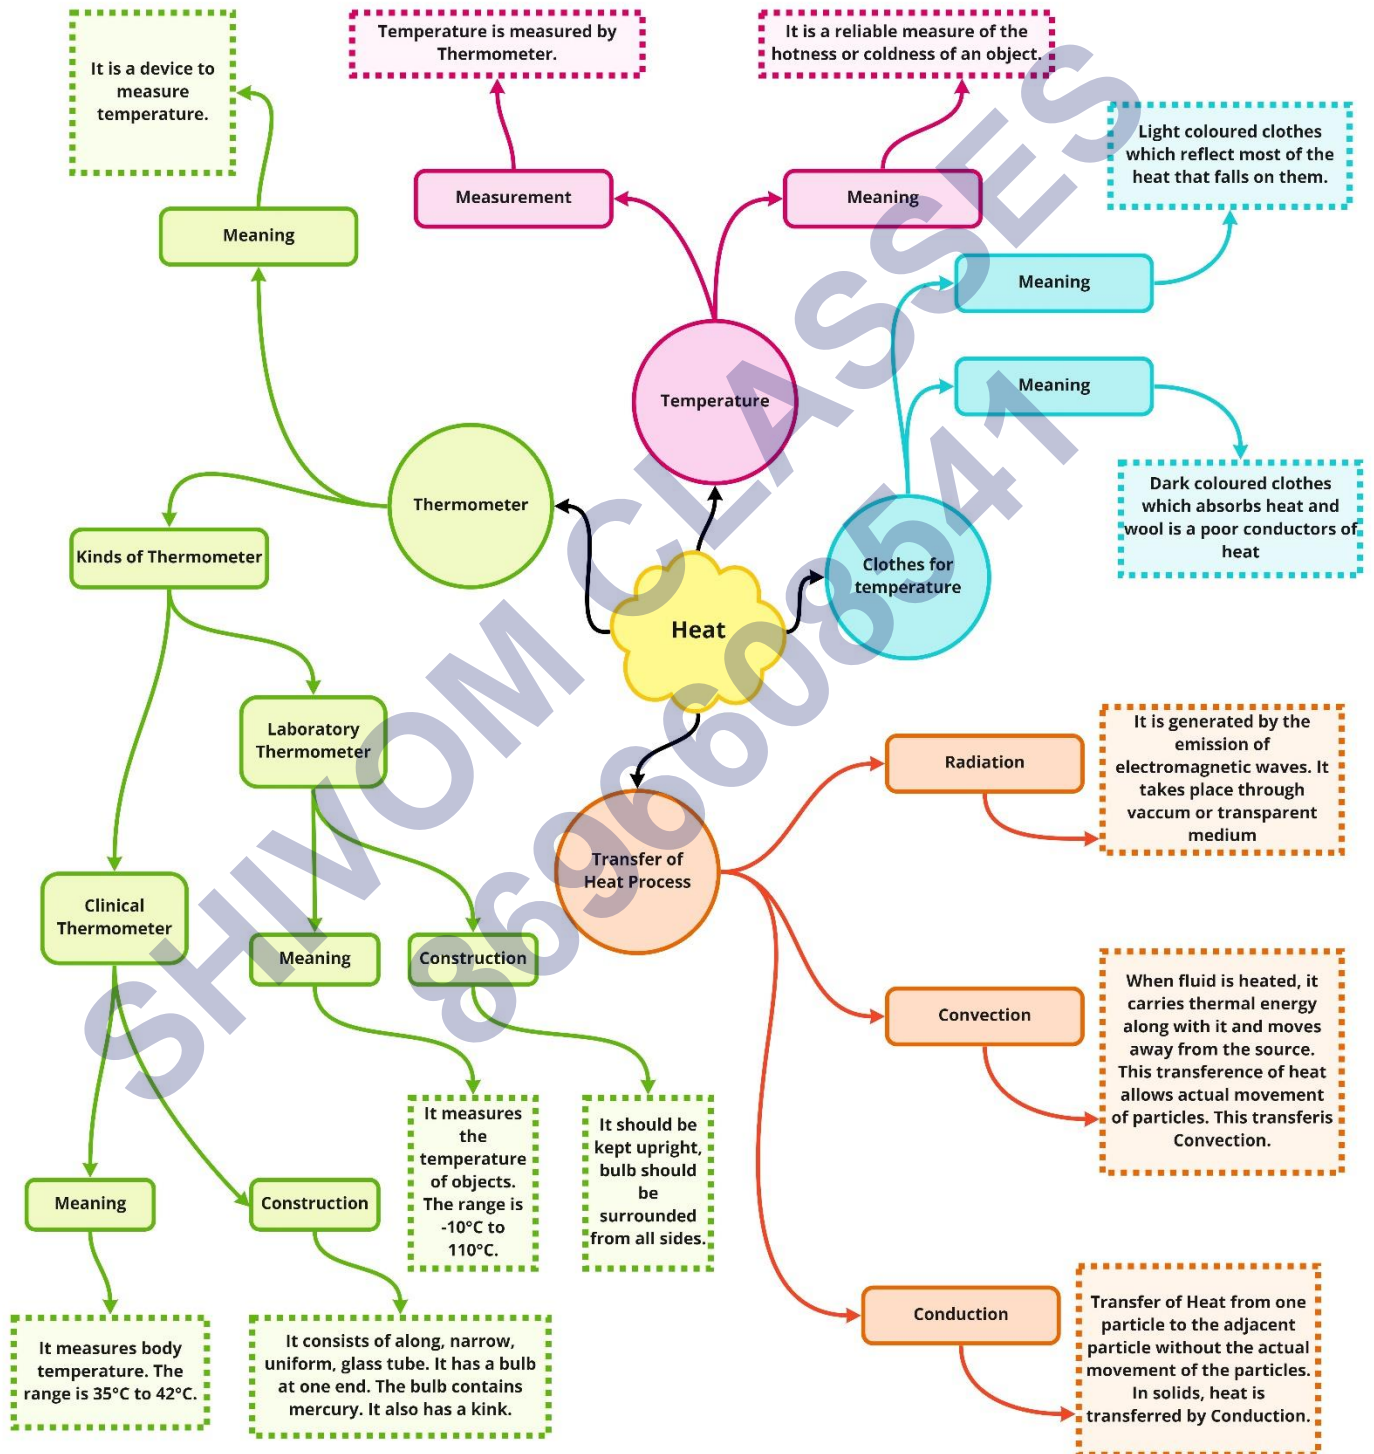 It is a device to
measure
temperature.
Temperature is measured by
Thermometer.
It is a reliable measure of the
hotness or coldness of an object.
Light coloured clothes
which reflect most of the
heat that falls on them.
Meaning
Measurement
Meaning
Meaning
Temperature
Meaning
Dark coloured clothes
which absorbs heat and
wool is a poor conductors of
heat
Thermometer
Kinds of Thermometer
Clothes for
temperature
Heat
Laboratory
Thermometer
Radiation
It is generated by the
emission of
electromagnetic waves. It
takes place through
vaccum or transparent
medium
Transfer of
Heat Process
Clinical
Thermometer
Meaning
Construction
Convection
When fluid is heated, it
carries thermal energy
along with it and moves
away from the source.
This transference of heat
allows actual movement
of particles. This transferis
Convection.
It measures
the
temperature
of objects.
The range is
-10°C to
110°C.
It should be
kept upright,
bulb should
be
surrounded
from all sides.
Meaning
Construction
Conduction
Transfer of Heat from one
particle to the adjacent
particle without the actual
movement of the particles.
In solids, heat is
transferred by Conduction.
It measures body
temperature. The
range is 35°C to 42°C.
It consists of along, narrow,
uniform, glass tube. It has a bulb
at one end. The bulb contains
mercury. It also has a kink.
SHIVOM CLASSES
8696608541